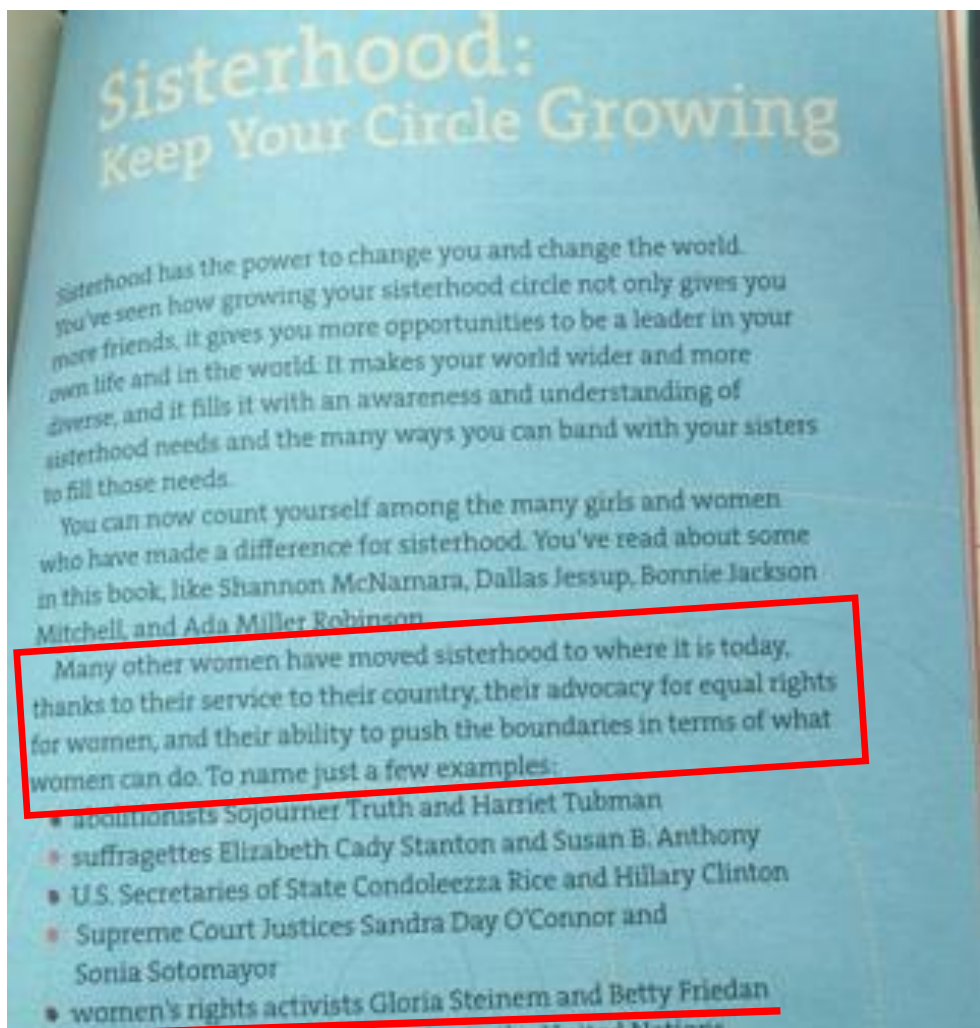 Sisterhood:
Keep Your Circle Growing
Sisterhood has the power to change you and change the world.
You've seen how growing your sisterhood circle not only gives you
more friends, it gives you more opportunities to be a leader in your
own life and in the world. It makes your world wider and more
diverse, and it fills it with an awareness and understanding of
sisterhood needs and the many ways you can band with your sisters
to fill those needs.
You can now count yourself among the many girls and women
who have made a difference for sisterhood. You've read about some
in this book, like Shannon McNamara, Dallas Jessup, Bonnie Jackson
Mitchell, and Ada Miller Robinson.
Many other women have moved sisterhood to where it is today,
thanks to their service to their country, their advocacy for equal rights
for women, and their ability to push the boundaries in terms of what
women can do. To name just a few examples:
• abolitionists Sojourner Truth and Harriet Tubman
• suffragettes Elizabeth Cady Stanton and Susan B. Anthony
• U.S. Secretaries of State Condoleezza Rice and Hillary Clinton
• Supreme Court Justices Sandra Day O'Connor and
Sonia Sotomayor
• women's rights activists Gloria Steinem and Betty Friedan